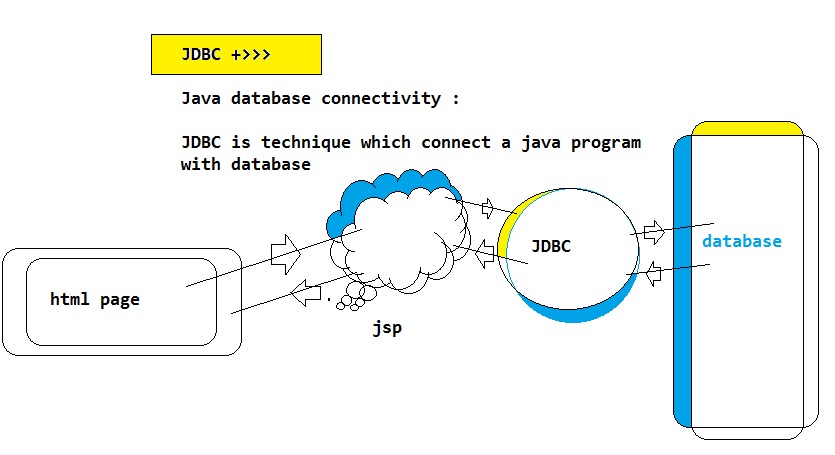 JDBC +>>>
Java database connectivity :
JDBC is technique which connect a java program
with database
JDBC
database
html page
jsp